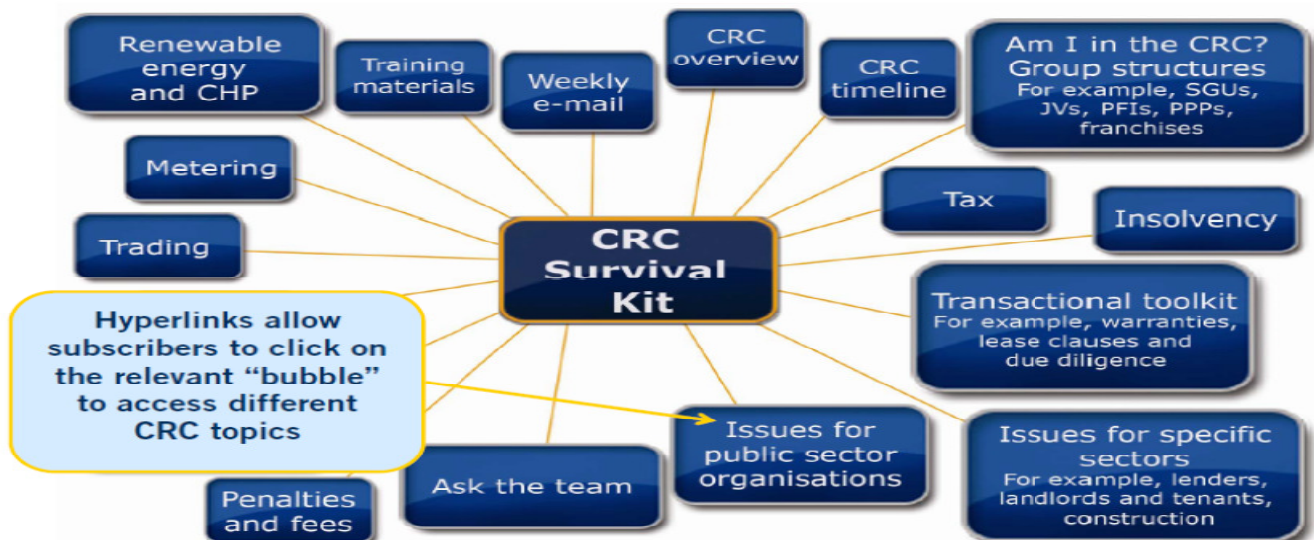 Renewable
energy
and CHP
Training
materials
Weekly
e-mail
CRC
overview
CRC
timeline
Am I in the CRC?
Group structures
For example, SGUs,
JVs, PFIs, PPPs,
franchises
Metering
Tax
Insolvency
Trading
CRC
Survival
Kit
Transactional toolkit
For example, warranties,
lease clauses and
due diligence
Hyperlinks allow
subscribers to click on
the relevant “bubble”
to access different
CRC topics
Issues for
public sector
organisations
Issues for specific
sectors
For example, lenders,
landlords and tenants,
construction
Ask the team
Penalties
and fees